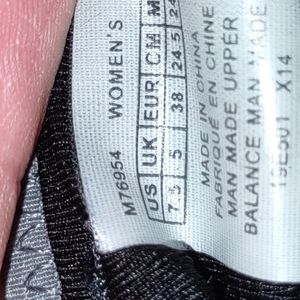 M76954 WOMEN'S
US UK EUR CM M
7 5 38 24.5 24
MADE IN CHINA
FABRIQUÉ EN CHINE
MAN MADE UPPER
BALANCE MAN MADE
X14